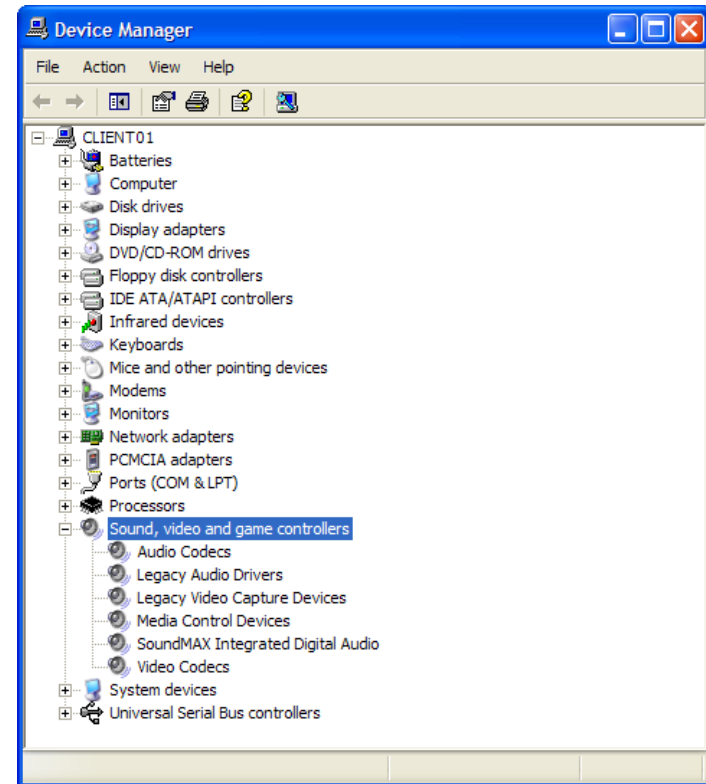 Device Manager
File Action View Help
CLIENT01
Batteries
Computer
Disk drives
Display adapters
DVD/CD-ROM drives
Floppy disk controllers
IDE ATA/ATAPI controllers
Infrared devices
Keyboards
Mice and other pointing devices
Modems
Monitors
Network adapters
PCMCIA adapters
Ports (COM & LPT)
Processors
Sound, video and game controllers
Audio Codecs
Legacy Audio Drivers
Legacy Video Capture Devices
Media Control Devices
SoundMAX Integrated Digital Audio
Video Codecs
System devices
Universal Serial Bus controllers